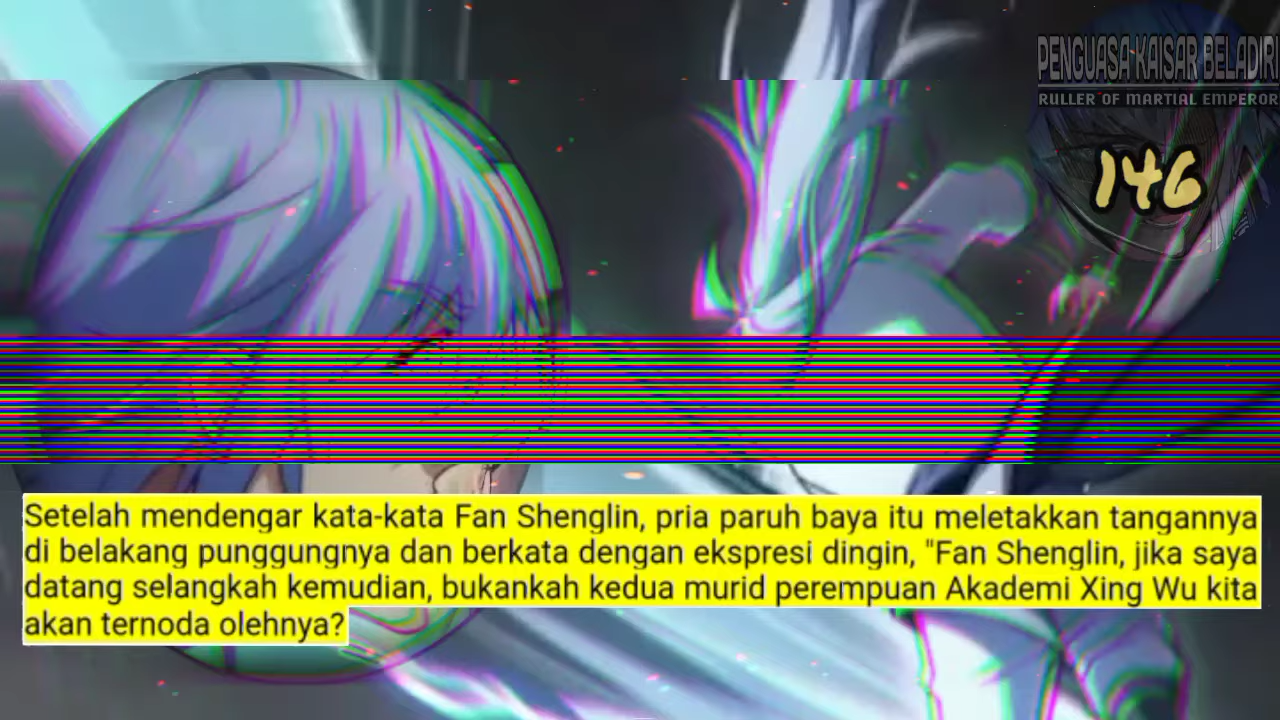 PENGUASA KAISAR BELADIRI
RULLER OF MARTIAL EMPEROR
146
Setelah mendengar kata-kata Fan Shenglin, pria paruh baya itu meletakkan tangannya
di belakang punggungnya dan berkata dengan ekspresi dingin, "Fan Shenglin, jika saya
datang selangkah kemudian, bukankah kedua murid perempuan Akademi Xing Wu kita
akan ternoda olehnya?